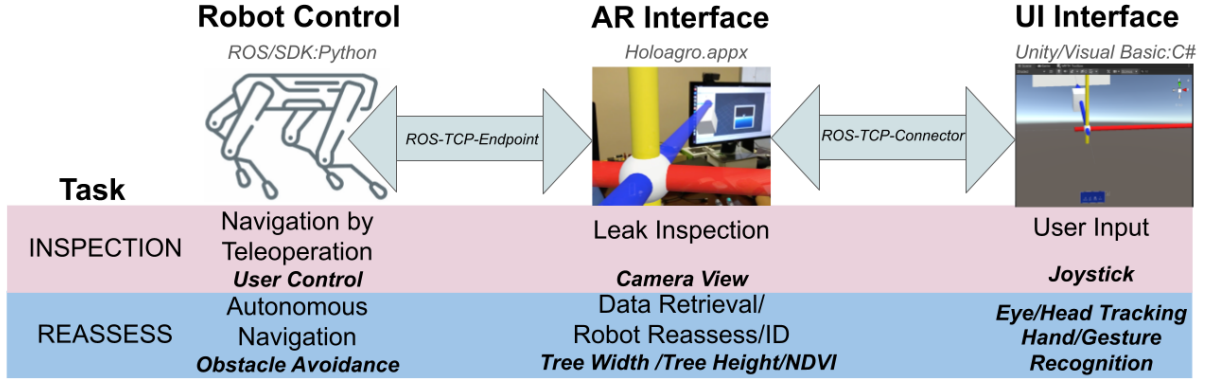 Robot Control
AR Interface
UI Interface
ROS/SDK:Python
Holoagro.appx
Unity/Visual Basic:C#
ROS-TCP-Endpoint
ROS-TCP-Connector
Task
INSPECTION
Navigation by
Teleoperation
User Control
Leak Inspection
Camera View
User Input
Joystick
REASSESS
Autonomous
Navigation
Obstacle Avoidance
Data Retrieval/
Robot Reassess/ID
Tree Width /Tree Height/NDVI
Eye/Head Tracking
Hand/Gesture
Recognition